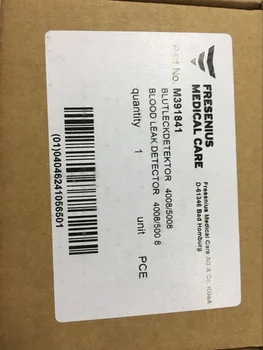 FRESENIUS
MEDICAL CARE
Fresenius Medical Care AG & Co. KGaA
D-61346 Bad Homburg
Part.No. M391841
BLUTLECKDETEKTOR 4008/5008
BLOOD LEAK DETECTOR 4008/500 8
quantity 1 unit PCE
(01)04046241056501